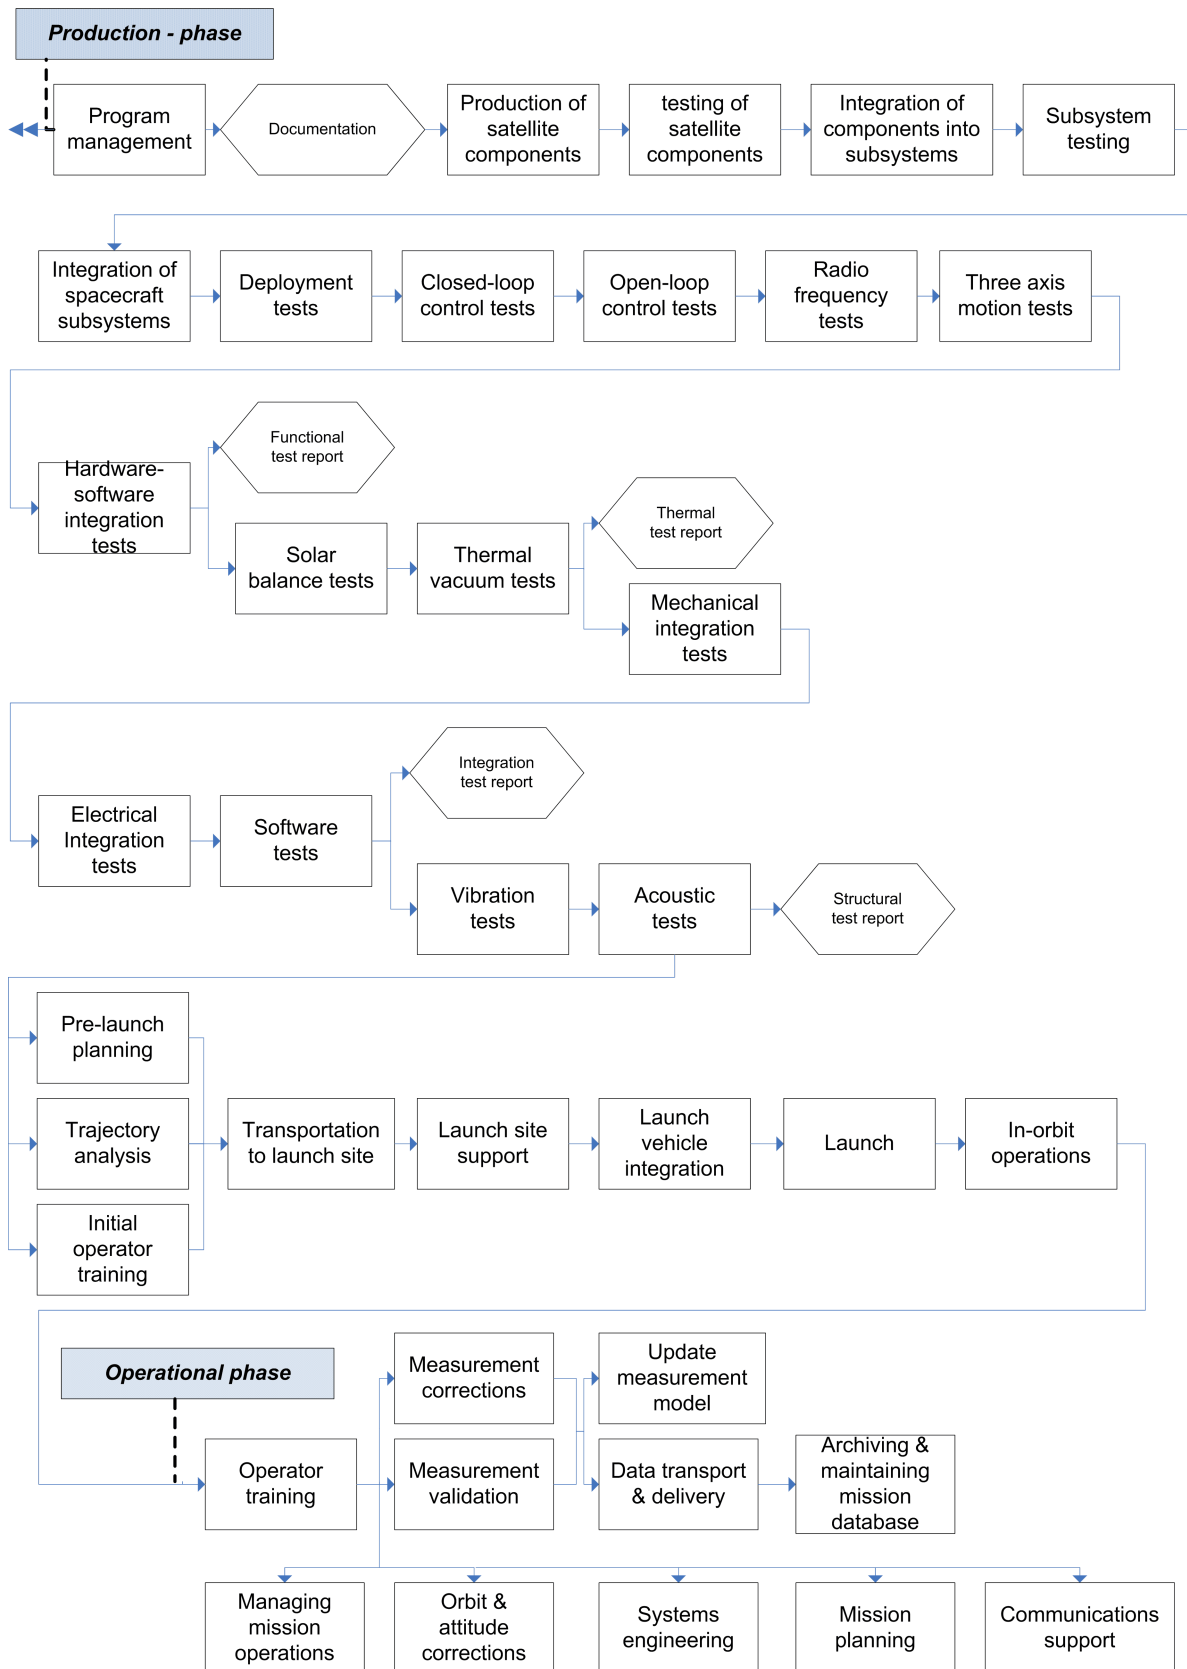 Production - phase
Program
management
Documentation
Production of
satellite
components
testing of
satellite
components
Integration of
components into
subsystems
Subsystem
testing
Integration of
spacecraft
subsystems
Deployment
tests
Closed-loop
control tests
Open-loop
control tests
Radio
frequency
tests
Three axis
motion tests
Functional
test report
Hardware-
software
integration
tests
Solar
balance tests
Thermal
vacuum tests
Thermal
test report
Mechanical
integration
tests
Integration
test report
Electrical
Integration
tests
Software
tests
Vibration
tests
Acoustic
tests
Structural
test report
Pre-launch
planning
Trajectory
analysis
Initial
operator
training
Transportation
to launch site
Launch site
support
Launch
vehicle
integration
Launch
In-orbit
operations
Operational phase
Measurement
corrections
Update
measurement
model
Operator
training
Measurement
validation
Data transport
& delivery
Archiving &
maintaining
mission
database
Managing
mission
operations
Orbit &
attitude
corrections
Systems
engineering
Mission
planning
Communications
support